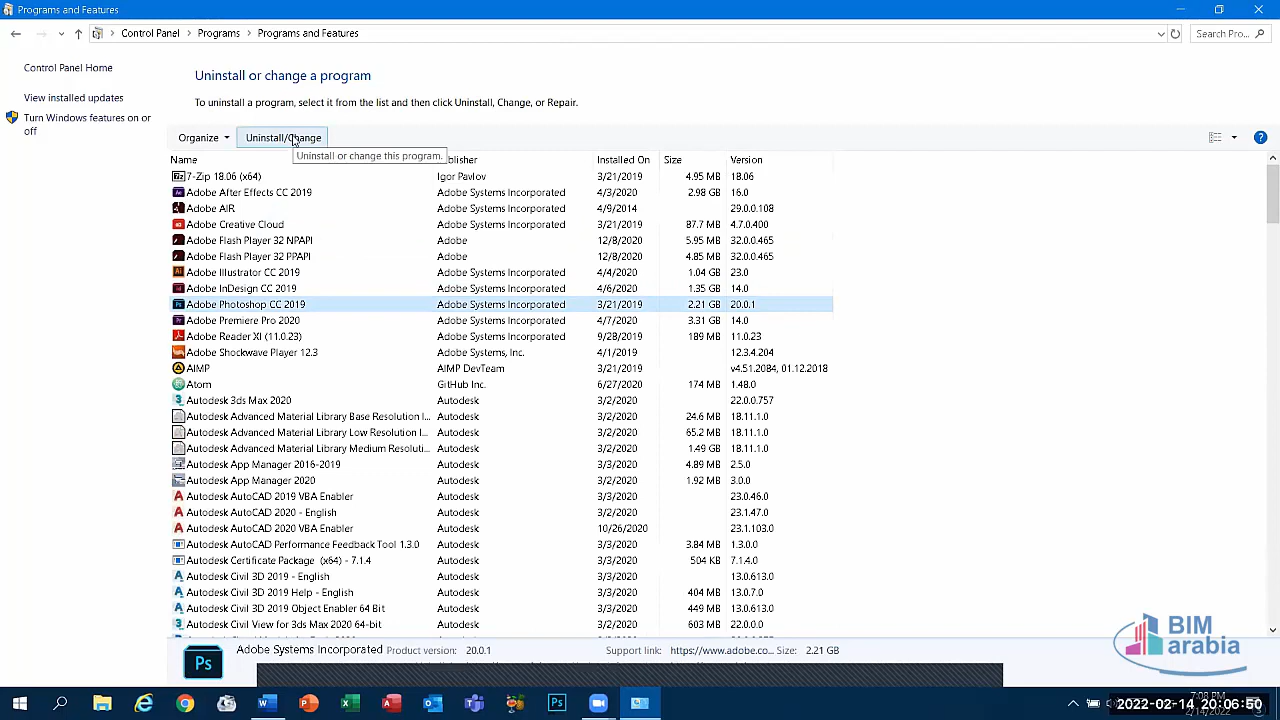 Programs and Features
Control Panel > Programs > Programs and Features
Search Pro...
Control Panel Home
View installed updates
Turn Windows features on or
off
Uninstall or change a program
To uninstall a program, select it from the list and then click Uninstall, Change, or Repair.
Organize Uninstall/Change
Uninstall or change this program.
Name blisher Installed On Size Version
7-Zip 18.06 (x64) Igor Pavlov 3/21/2019 4.95 MB 18.06
Adobe After Effects CC 2019 Adobe Systems Incorporated 4/3/2020 2.98 GB 16.0
Adobe AIR Adobe Systems Incorporated 4/9/2014 29.0.0.108
Adobe Creative Cloud Adobe Systems Incorporated 3/21/2019 87.7 MB 4.7.0.400
Adobe Flash Player 32 NPAPI Adobe 12/8/2020 5.95 MB 32.0.0.465
Adobe Flash Player 32 PPAPI Adobe 12/8/2020 4.85 MB 32.0.0.465
Adobe Illustrator CC 2019 Adobe Systems Incorporated 4/4/2020 1.04 GB 23.0
Adobe InDesign CC 2019 Adobe Systems Incorporated 4/6/2020 1.35 GB 14.0
Adobe Photoshop CC 2019 Adobe Systems Incorporated 3/21/2019 2.21 GB 20.0.1
Adobe Premiere Pro 2020 Adobe Systems Incorporated 4/7/2020 3.31 GB 14.0
Adobe Reader XI (11.0.23) Adobe Systems Incorporated 9/28/2019 189 MB 11.0.23
Adobe Shockwave Player 12.3 Adobe Systems, Inc. 4/1/2019 12.3.4.204
AIMP AIMP DevTeam 3/21/2019 v4.51.2084, 01.12.2018
Atom GitHub Inc. 6/27/2020 174 MB 1.48.0
Autodesk 3ds Max 2020 Autodesk 3/2/2020 22.0.0.757
Autodesk Advanced Material Library Base Resolution I... Autodesk 3/2/2020 24.6 MB 18.11.1.0
Autodesk Advanced Material Library Low Resolution I... Autodesk 3/2/2020 65.2 MB 18.11.1.0
Autodesk Advanced Material Library Medium Resoluti... Autodesk 3/2/2020 1.49 GB 18.11.1.0
Autodesk App Manager 2016-2019 Autodesk 3/3/2020 4.89 MB 2.5.0
Autodesk App Manager 2020 Autodesk 3/2/2020 1.92 MB 3.0.0
Autodesk AutoCAD 2019 VBA Enabler Autodesk 3/3/2020 23.0.46.0
Autodesk AutoCAD 2020 - English Autodesk 3/3/2020 23.1.47.0
Autodesk AutoCAD 2020 VBA Enabler Autodesk 10/26/2020 23.1.103.0
Autodesk AutoCAD Performance Feedback Tool 1.3.0 Autodesk 3/3/2020 3.84 MB 1.3.0.0
Autodesk Certificate Package (x64) - 7.1.4 Autodesk 3/3/2020 504 KB 7.1.4.0
Autodesk Civil 3D 2019 - English Autodesk 3/3/2020 13.0.613.0
Autodesk Civil 3D 2019 Help - English Autodesk 3/3/2020 404 MB 13.0.7.0
Autodesk Civil 3D 2019 Object Enabler 64 Bit Autodesk 3/3/2020 449 MB 13.0.613.0
Autodesk Civil View for 3ds Max 2020 64-bit Autodesk 3/2/2020 603 MB 22.0.0.0
Adobe Systems Incorporated Product version: 20.0.1 Support link: https://www.adobe.co... Size: 2.21 GB
Ps
BIM
arabia
7:08 PM
2022-02-14 20:06:50
2/14/2022